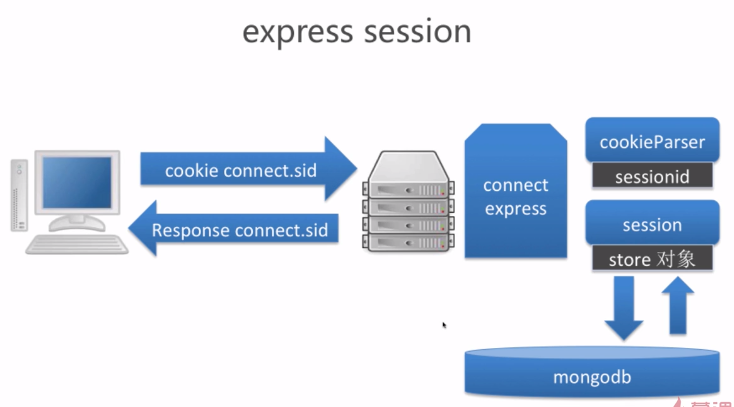 express session
cookie connect.sid
Response connect.sid
connect
express
cookieParser
sessionid
session
store 对象
mongodb